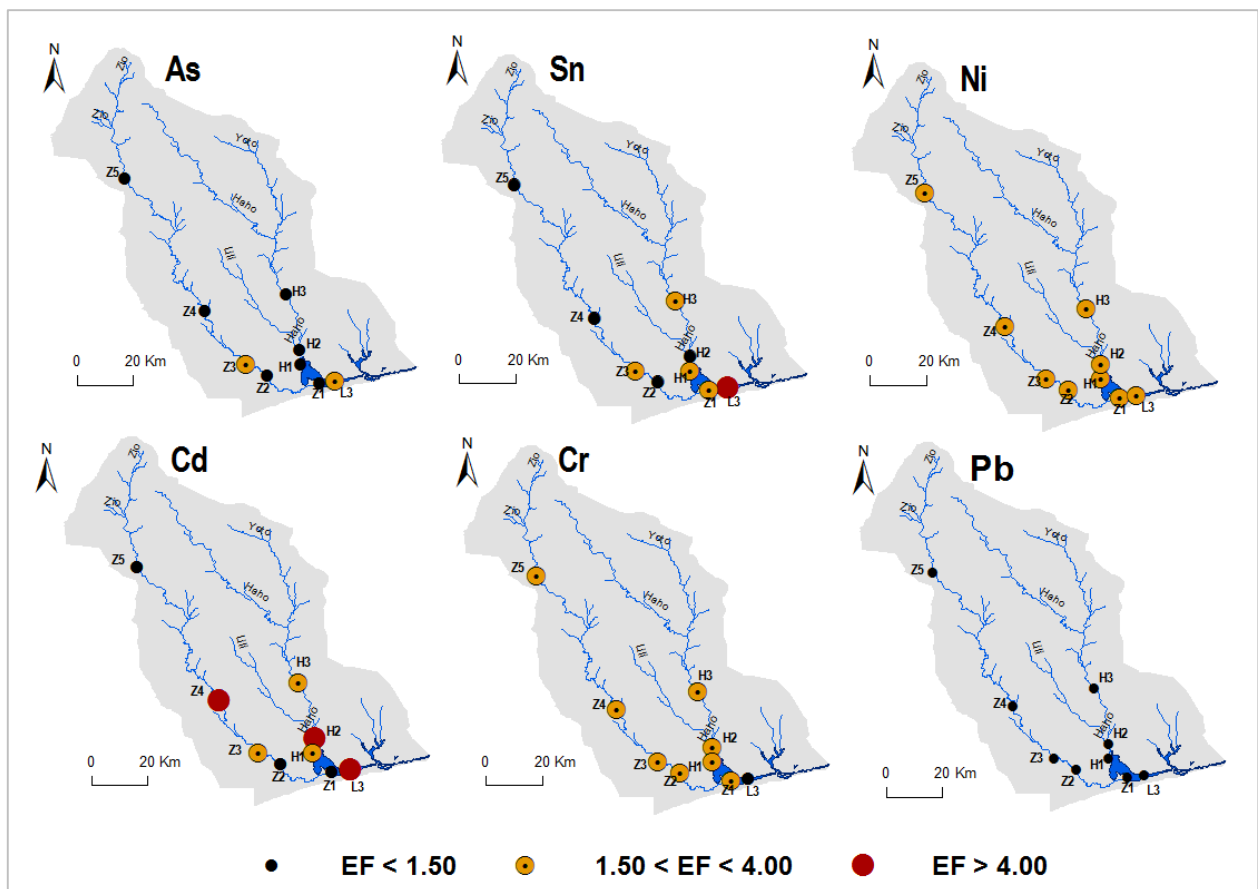 N
As
Zio
Zio
Yoto
Z5
Haho
Lili
H3
Z4
Haho
H2
0 20 Km
Z3
H1
Z2
Z1
L3
N
Sn
Zio
Zio
Yoto
Z5
Haho
Lili
H3
Z4
Haho
H2
0 20 Km
Z3
H1
Z2
Z1
L3
N
Ni
Zio
Zio
Yoto
Z5
Haho
Lili
H3
Z4
Haho
H2
0 20 Km
Z3
H1
Z2
Z1
L3
N
Cd
Zio
Zio
Yoto
Z5
Haho
Lili
H3
Z4
Haho
H2
Z3
H1
0 20 Km
Z2
Z1
L3
N
Cr
Zio
Zio
Yoto
Z5
Haho
Lili
H3
Z4
Haho
H2
Z3
H1
0 20 Km
Z2
Z1
L3
N
Pb
Zio
Zio
Yoto
Z5
Haho
Lili
H3
Z4
Haho
H2
Z3
H1
Z2
0 20 Km
Z1
L3
EF < 1.50 1.50 < EF < 4.00 EF > 4.00